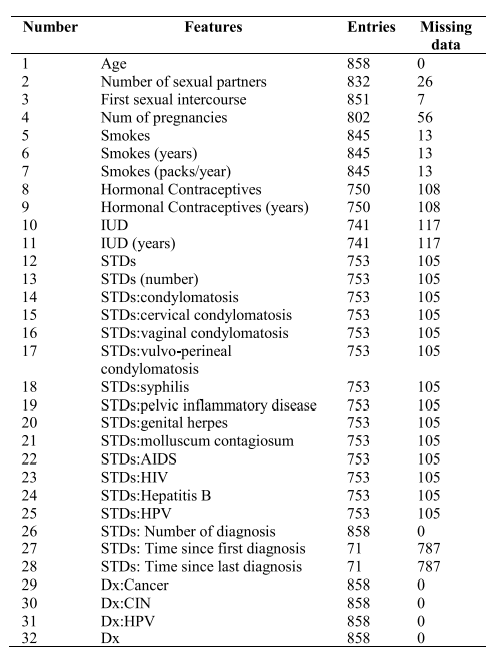 Number Features Entries Missing
data
1 Age 858 0
2 Number of sexual partners 832 26
3 First sexual intercourse 851 7
4 Num of pregnancies 802 56
5 Smokes 845 13
6 Smokes (years) 845 13
7 Smokes (packs/year) 845 13
8 Hormonal Contraceptives 750 108
9 Hormonal Contraceptives (years) 750 108
10 IUD 741 117
11 IUD (years) 741 117
12 STDs 753 105
13 STDs (number) 753 105
14 STDs:condylomatosis 753 105
15 STDs:cervical condylomatosis 753 105
16 STDs:vaginal condylomatosis 753 105
17 STDs:vulvo-perineal 753 105
condylomatosis
18 STDs:syphilis 753 105
19 STDs:pelvic inflammatory disease 753 105
20 STDs:genital herpes 753 105
21 STDs:molluscum contagiosum 753 105
22 STDs:AIDS 753 105
23 STDs:HIV 753 105
24 STDs:Hepatitis B 753 105
25 STDs:HPV 753 105
26 STDs: Number of diagnosis 858 0
27 STDs: Time since first diagnosis 71 787
28 STDs: Time since last diagnosis 71 787
29 Dx:Cancer 858 0
30 Dx:CIN 858 0
31 Dx:HPV 858 0
32 Dx 858 0